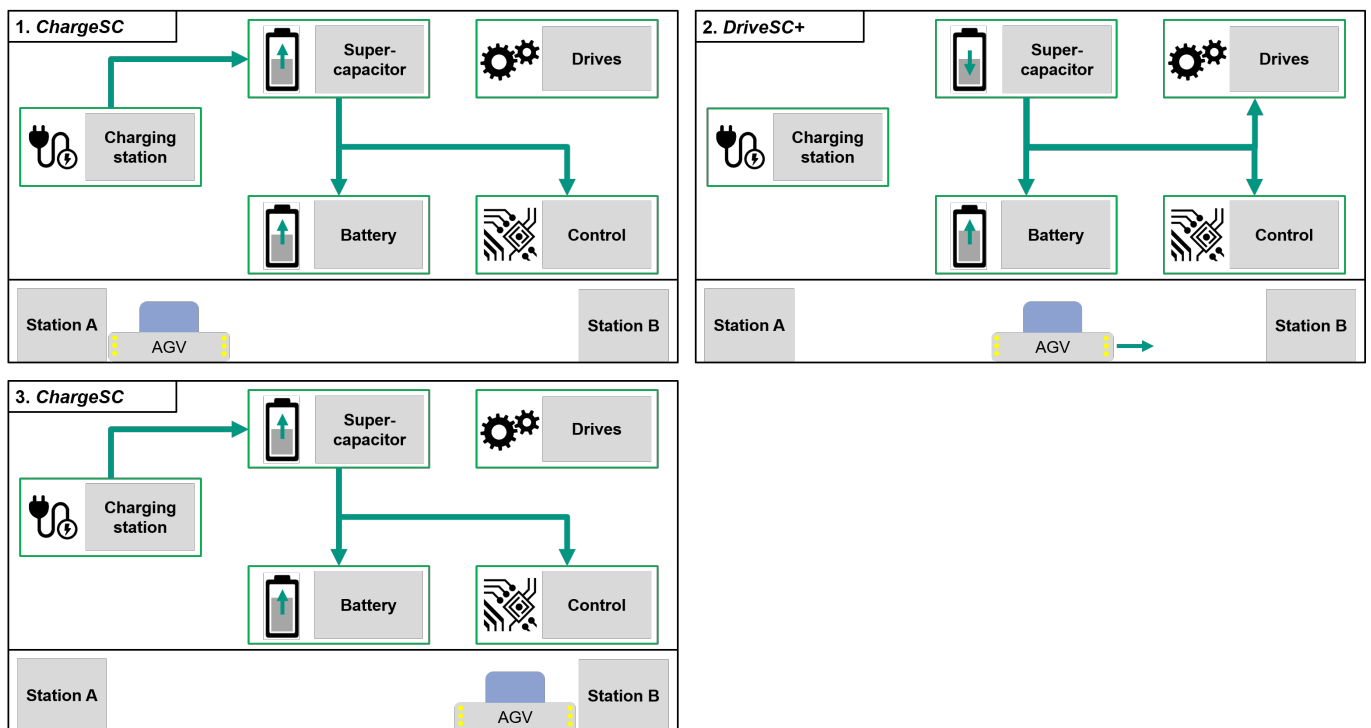 1. ChargeSC
Super-
capacitor
Drives
Charging
station
Battery
Control
Station A
AGV
Station B
2. DriveSC+
Super-
capacitor
Drives
Charging
station
Battery
Control
Station A
AGV
Station B
3. ChargeSC
Super-
capacitor
Drives
Charging
station
Battery
Control
Station A
AGV
Station B